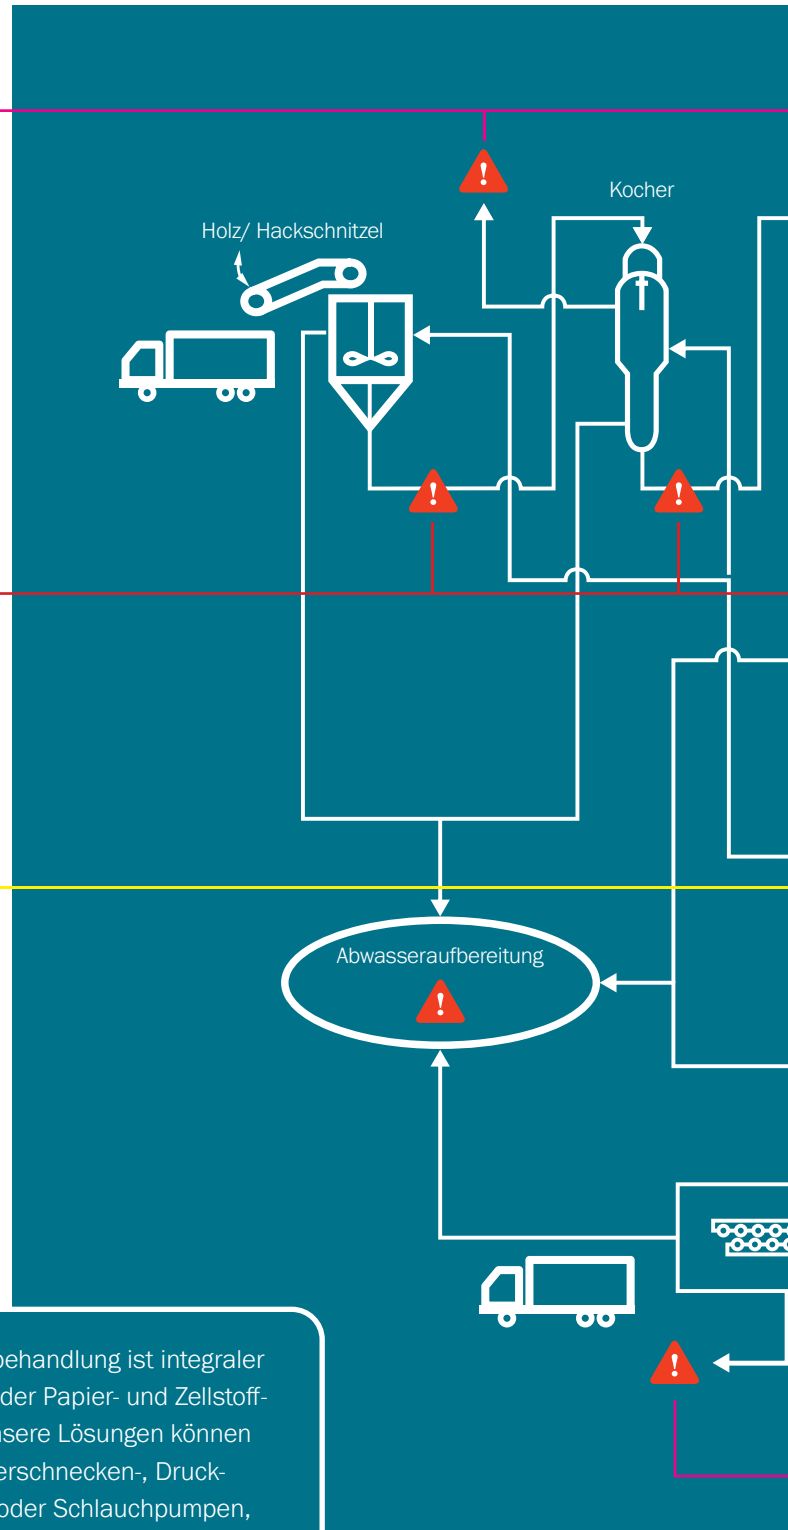 Kocher
Holz/ Hackschnitzel
Abwasseraufbereitung
behandlung ist integraler
der Papier- und Zellstoff-
nsere Lösungen können
erschnecken-, Druck-
oder Schlauchpumpen,